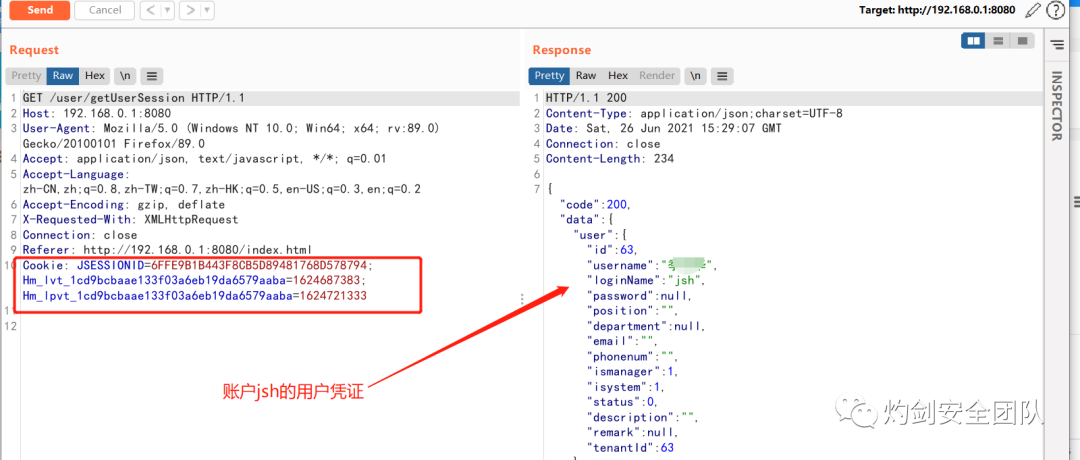 Send
Cancel
Target: http://192.168.0.1:8080
Request
Pretty Raw Hex \n
1 GET /user/getUserSession HTTP/1.1
2 Host: 192.168.0.1:8080
3 User-Agent: Mozilla/5.0 (Windows NT 10.0; Win64; x64; rv:89.0)
Gecko/20100101 Firefox/89.0
4 Accept: application/json, text/javascript, */*; q=0.01
5 Accept-Language:
zh-CN,zh;q=0.8,zh-TW;q=0.7,zh-HK;q=0.5,en-US;q=0.3,en;q=0.2
6 Accept-Encoding: gzip, deflate
7 X-Requested-With: XMLHttpRequest
8 Connection: close
9 Referer: http://192.168.0.1:8080/index.html
10 Cookie: JSESSIONID=6FFE9B1B443F8CB5D89481768D578794;
Hm_lvt_1cd9bcbaae133f03a6eb19da6579aaba=1624687383;
Hm_lpvt_1cd9bcbaae133f03a6eb19da6579aaba=1624721333
11
12
账户jsh的用户凭证
Response
Pretty Raw Hex Render \n
1 HTTP/1.1 200
2 Content-Type: application/json;charset=UTF-8
3 Date: Sat, 26 Jun 2021 15:29:07 GMT
4 Connection: close
5 Content-Length: 234
6
7 {
"code":200,
"data":{
"user":{
"id":63,
"username":"",
"loginName":"jsh",
"password":null,
"position":"",
"department":null,
"email":"",
"phonenum":"",
"ismanager":1,
"isystem":1,
"status":0,
"description":"",
"remark":null,
"tenantId":63
INSPECTOR
灼剑安全团队